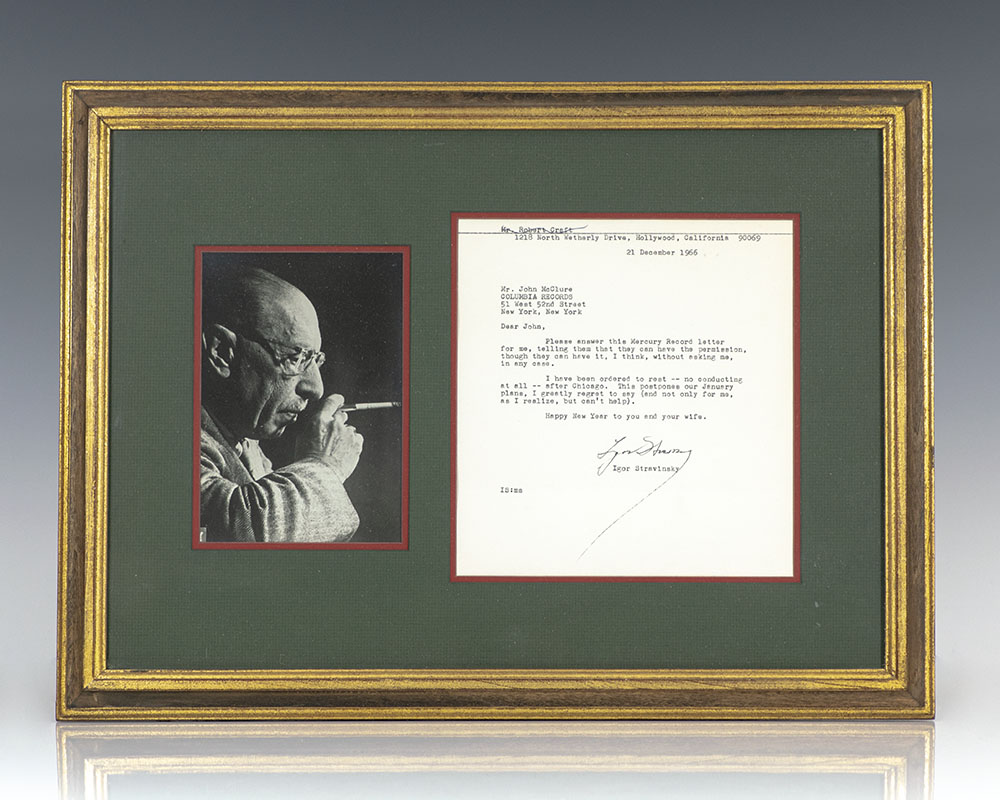 Mr. Robert Craft
1218 North Wetherly Drive, Hollywood, California 90069
21 December 1966
Mr. John McClure
COLUMBIA RECORDS
51 West 52nd Street
New York, New York
Dear John,
Please answer this Mercury Record letter
for me, telling them that they can have the permission,
though they can have it, I think, without asking me,
in any case.
I have been ordered to rest -- no conducting
at all -- after Chicago. This postpones our January
plans, I greatly regret to say (and not only for me,
as I realize, but can't help).
Happy New Year to you and your wife.
Igor Stravinsky
Igor Stravinsky
IS:ms